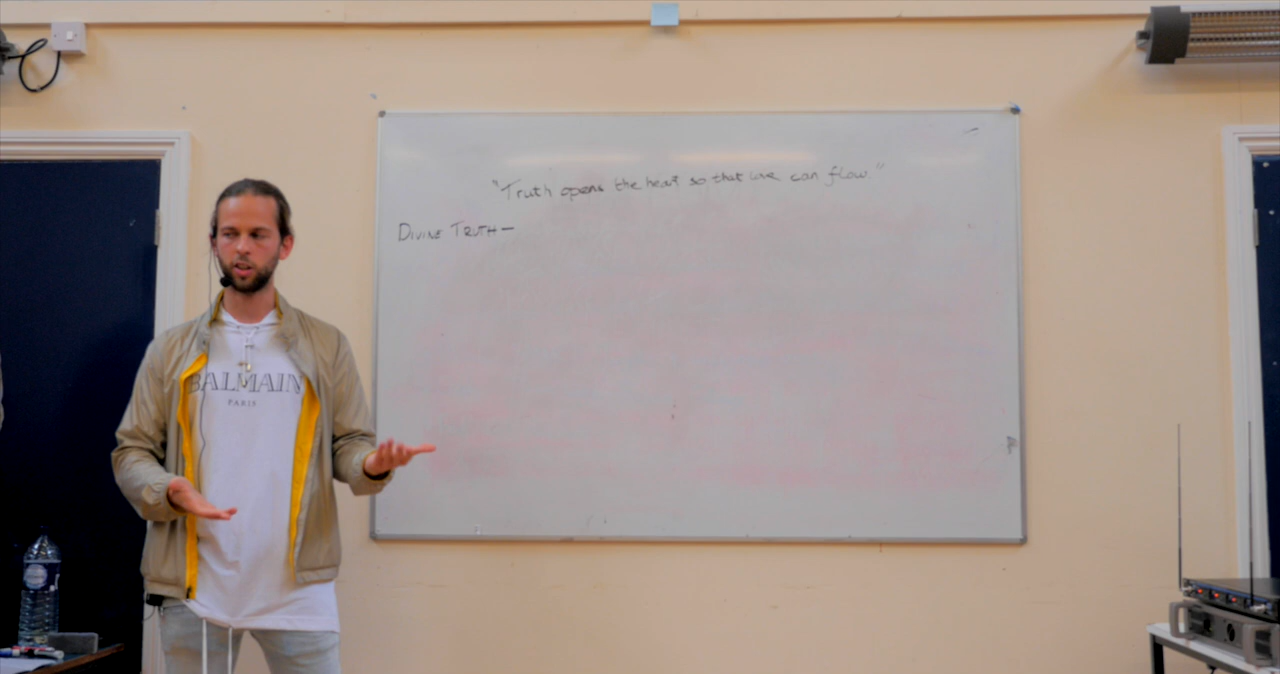 "Truth opens the heart so that love can flow."
DIVINE TRUTH —
BALMAIN
PARIS